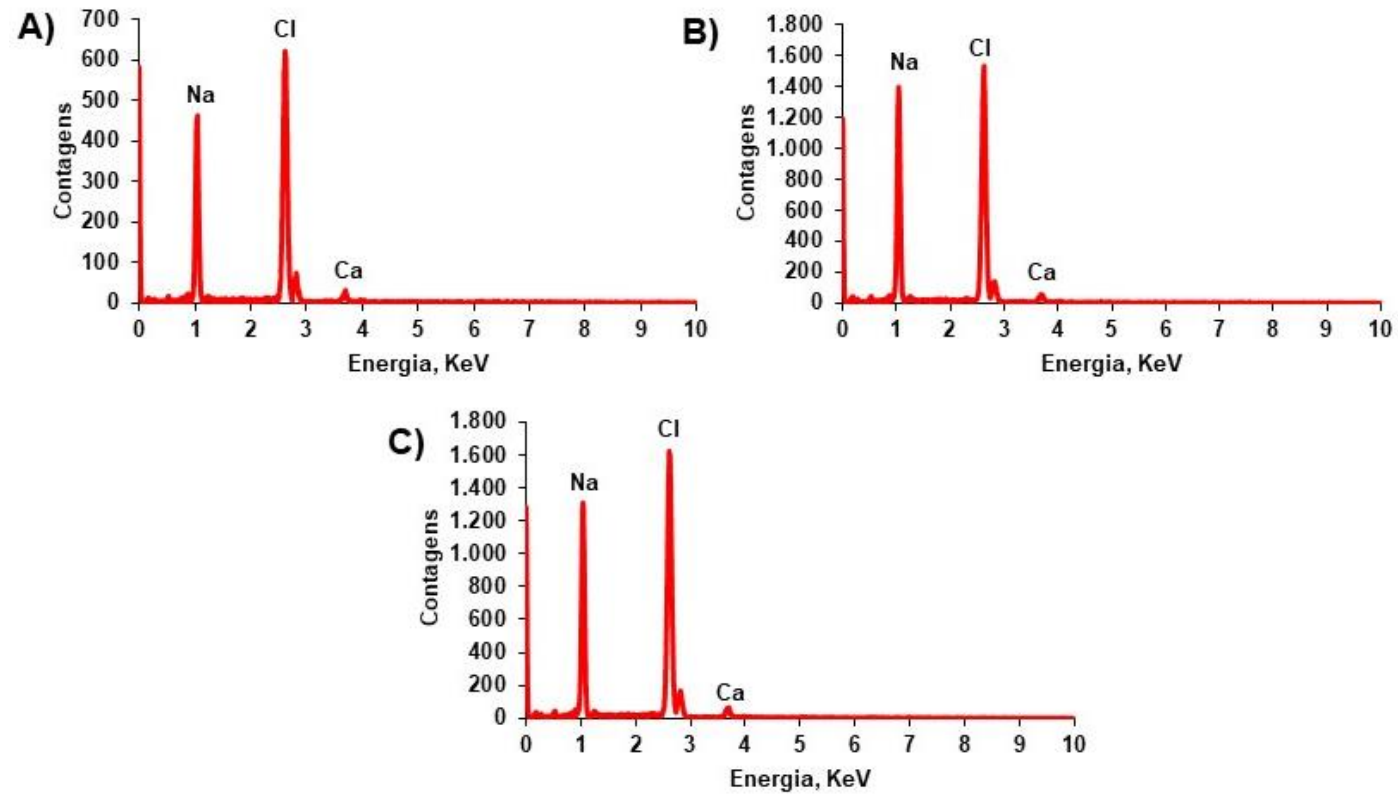 A)
700
600
500
400
300
200
100
0
Contagens
Na
Cl
Ca
0 1 2 3 4 5 6 7 8 9 10
Energia, KeV
B)
1.800
1.600
1.400
1.200
1.000
800
600
400
200
0
Contagens
Na
Cl
Ca
0 1 2 3 4 5 6 7 8 9 10
Energia, KeV
C)
1.800
1.600
1.400
1.200
1.000
800
600
400
200
0
Contagens
Na
Cl
Ca
0 1 2 3 4 5 6 7 8 9 10
Energia, KeV